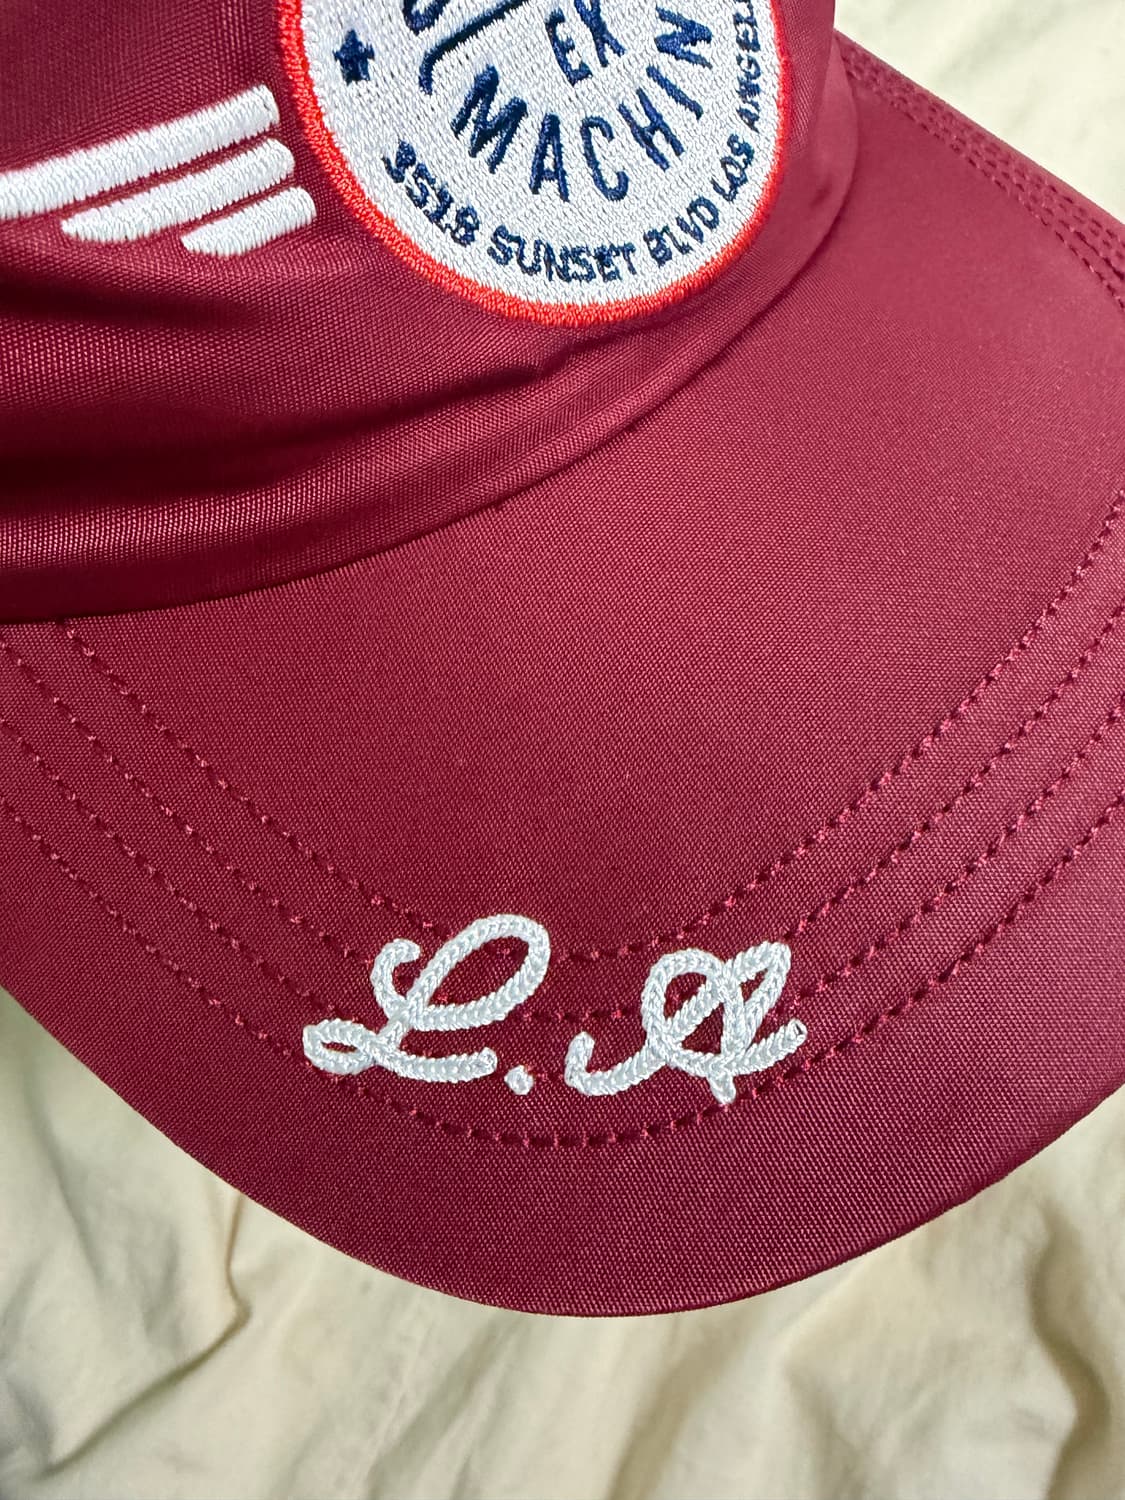 EX
MACHIN
3518 SUNSET BLVD LOS ANGEL
L.A